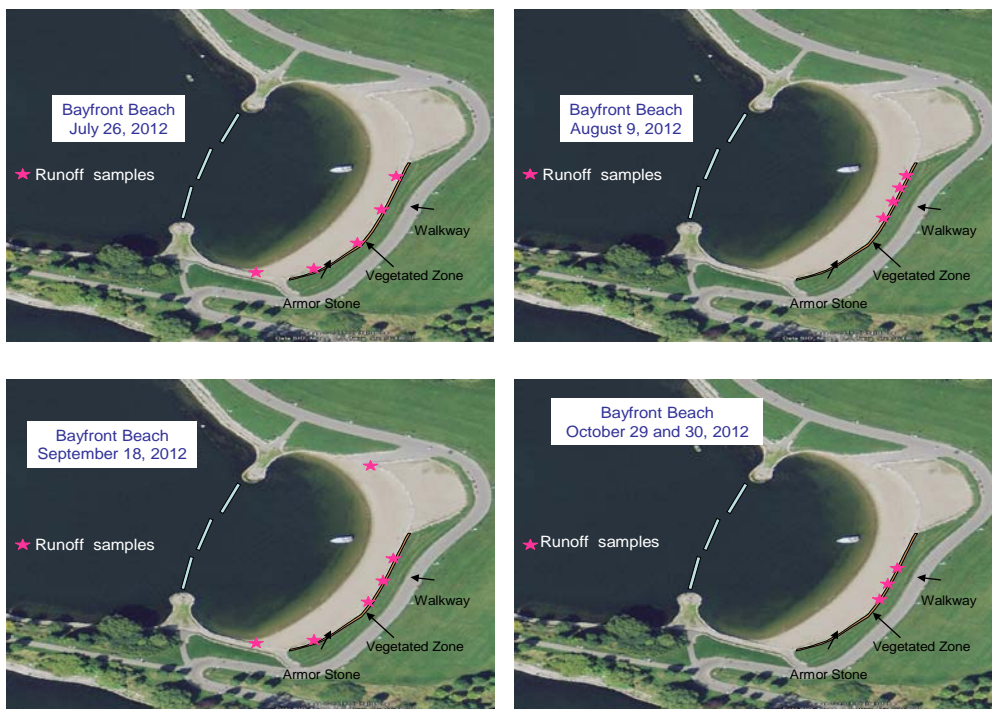 Bayfront Beach
July 26, 2012
Runoff samples
Walkway
Vegetated Zone
Armor Stone
Bayfront Beach
August 9, 2012
Runoff samples
Walkway
Vegetated Zone
Armor Stone
Bayfront Beach
September 18, 2012
Runoff samples
Walkway
Vegetated Zone
Armor Stone
Bayfront Beach
October 29 and 30, 2012
Runoff samples
Walkway
Vegetated Zone
Armor Stone